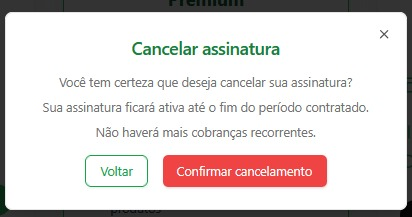 Premium
Cancelar assinatura
Você tem certeza que deseja cancelar sua assinatura?
Sua assinatura ficará ativa até o fim do período contratado.
Não haverá mais cobranças recorrentes.
Voltar
Confirmar cancelamento
produtos